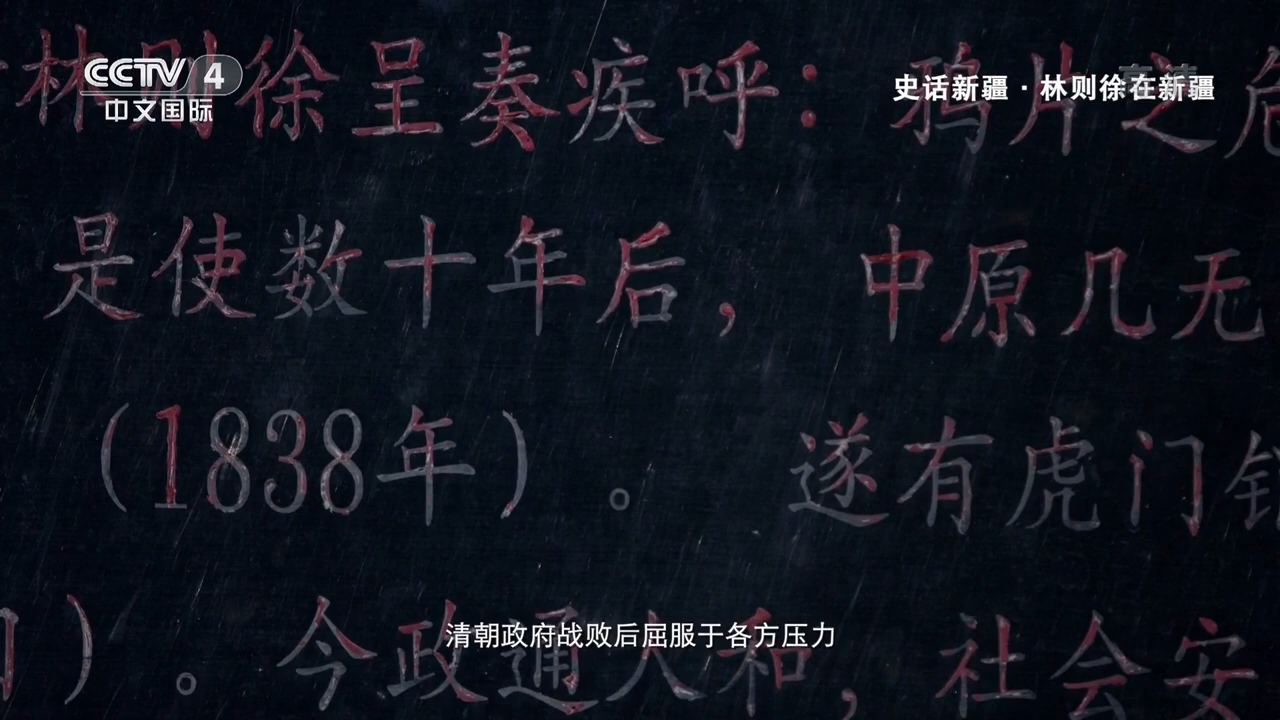 CCTV 4
中文国际
史话新疆·林则徐在新疆
林则徐呈奏疾呼：鸦片之危
是使数十年后，中原几无
（1838年）。遂有虎门销
）。今政通人和，社会安
清朝政府战败后屈服于各方压力